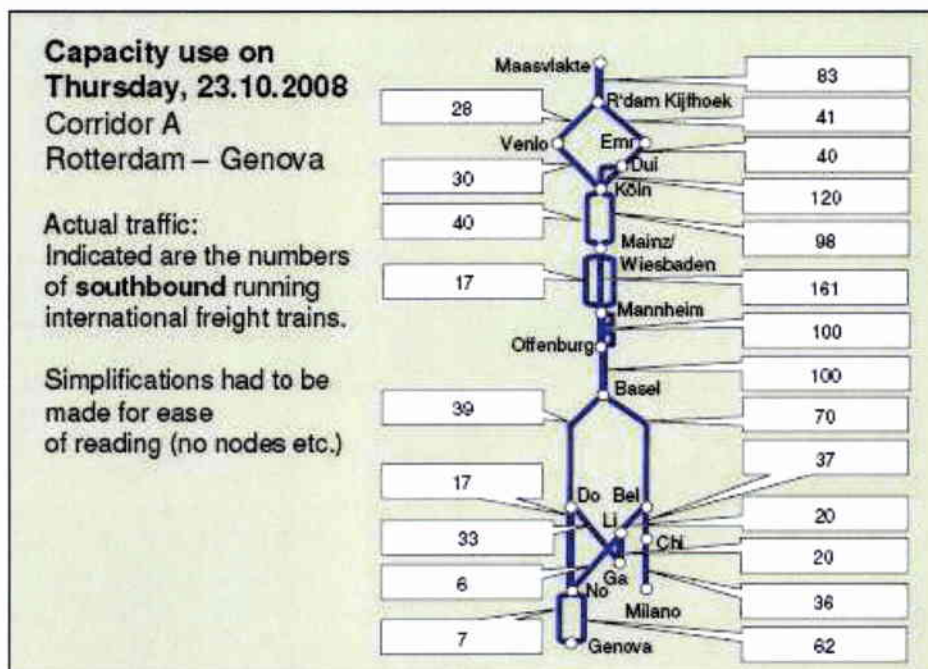 Capacity use on
Thursday, 23.10.2008
Corridor A
Rotterdam – Genova
Actual traffic:
Indicated are the numbers
of southbound running
international freight trains.
Simplifications had to be
made for ease
of reading (no nodes etc.)
Maasvlakte
83
R'dam Kijfhoek
28
41
Venlo
Emr
40
Dui
30
Köln
120
40
98
Mainz/
Wiesbaden
17
161
Mannheim
100
Offenburg
100
Basel
39
70
37
17
Do
Bel
Li
20
33
Chi
20
Ga
6
No
36
Milano
7
Genova
62